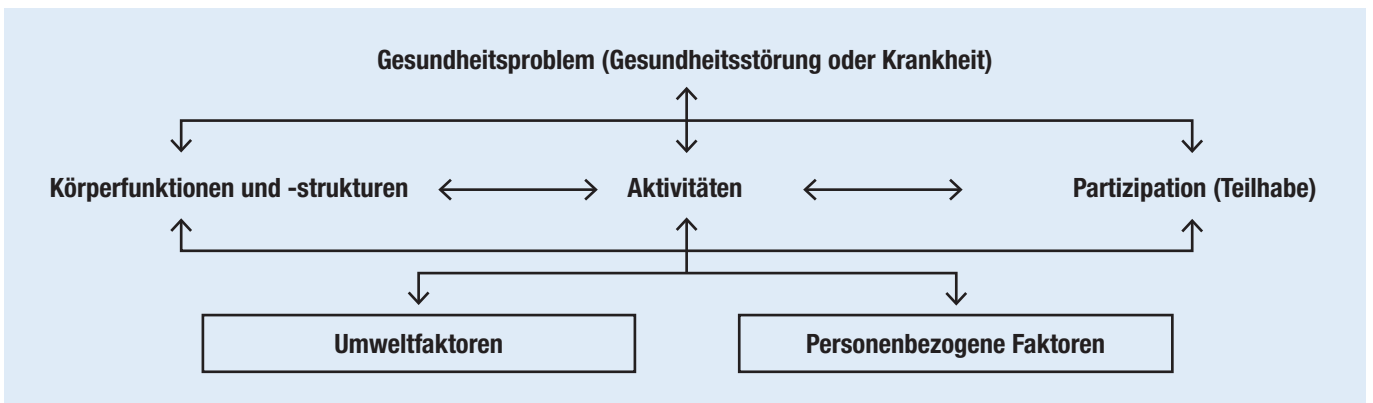 Gesundheitsproblem (Gesundheitsstörung oder Krankheit)
Körperfunktionen und -strukturen
Aktivitäten
Partizipation (Teilhabe)
Umweltfaktoren
Personenbezogene Faktoren